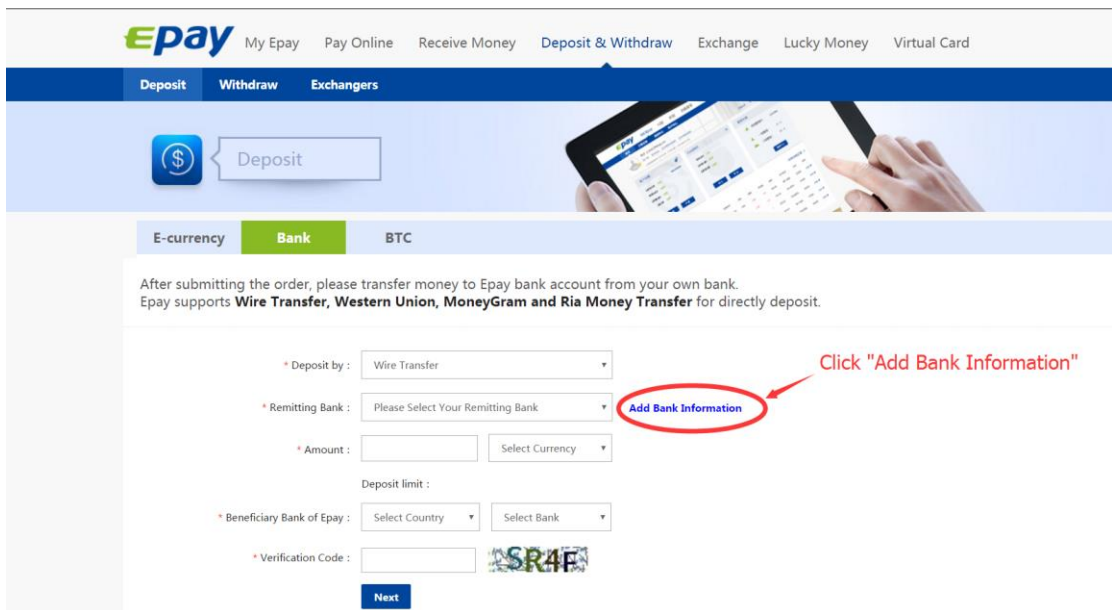 Epay My Epay Pay Online Receive Money Deposit & Withdraw Exchange Lucky Money Virtual Card
Deposit Withdraw Exchangers
Deposit
E-currency Bank BTC
After submitting the order, please transfer money to Epay bank account from your own bank.
Epay supports Wire Transfer, Western Union, MoneyGram and Ria Money Transfer for directly deposit.
* Deposit by : Wire Transfer
Click "Add Bank Information"
* Remitting Bank : Please Select Your Remitting Bank Add Bank Information
* Amount : Select Currency
Deposit limit :
* Beneficiary Bank of Epay : Select Country Select Bank
* Verification Code : SR4F
Next